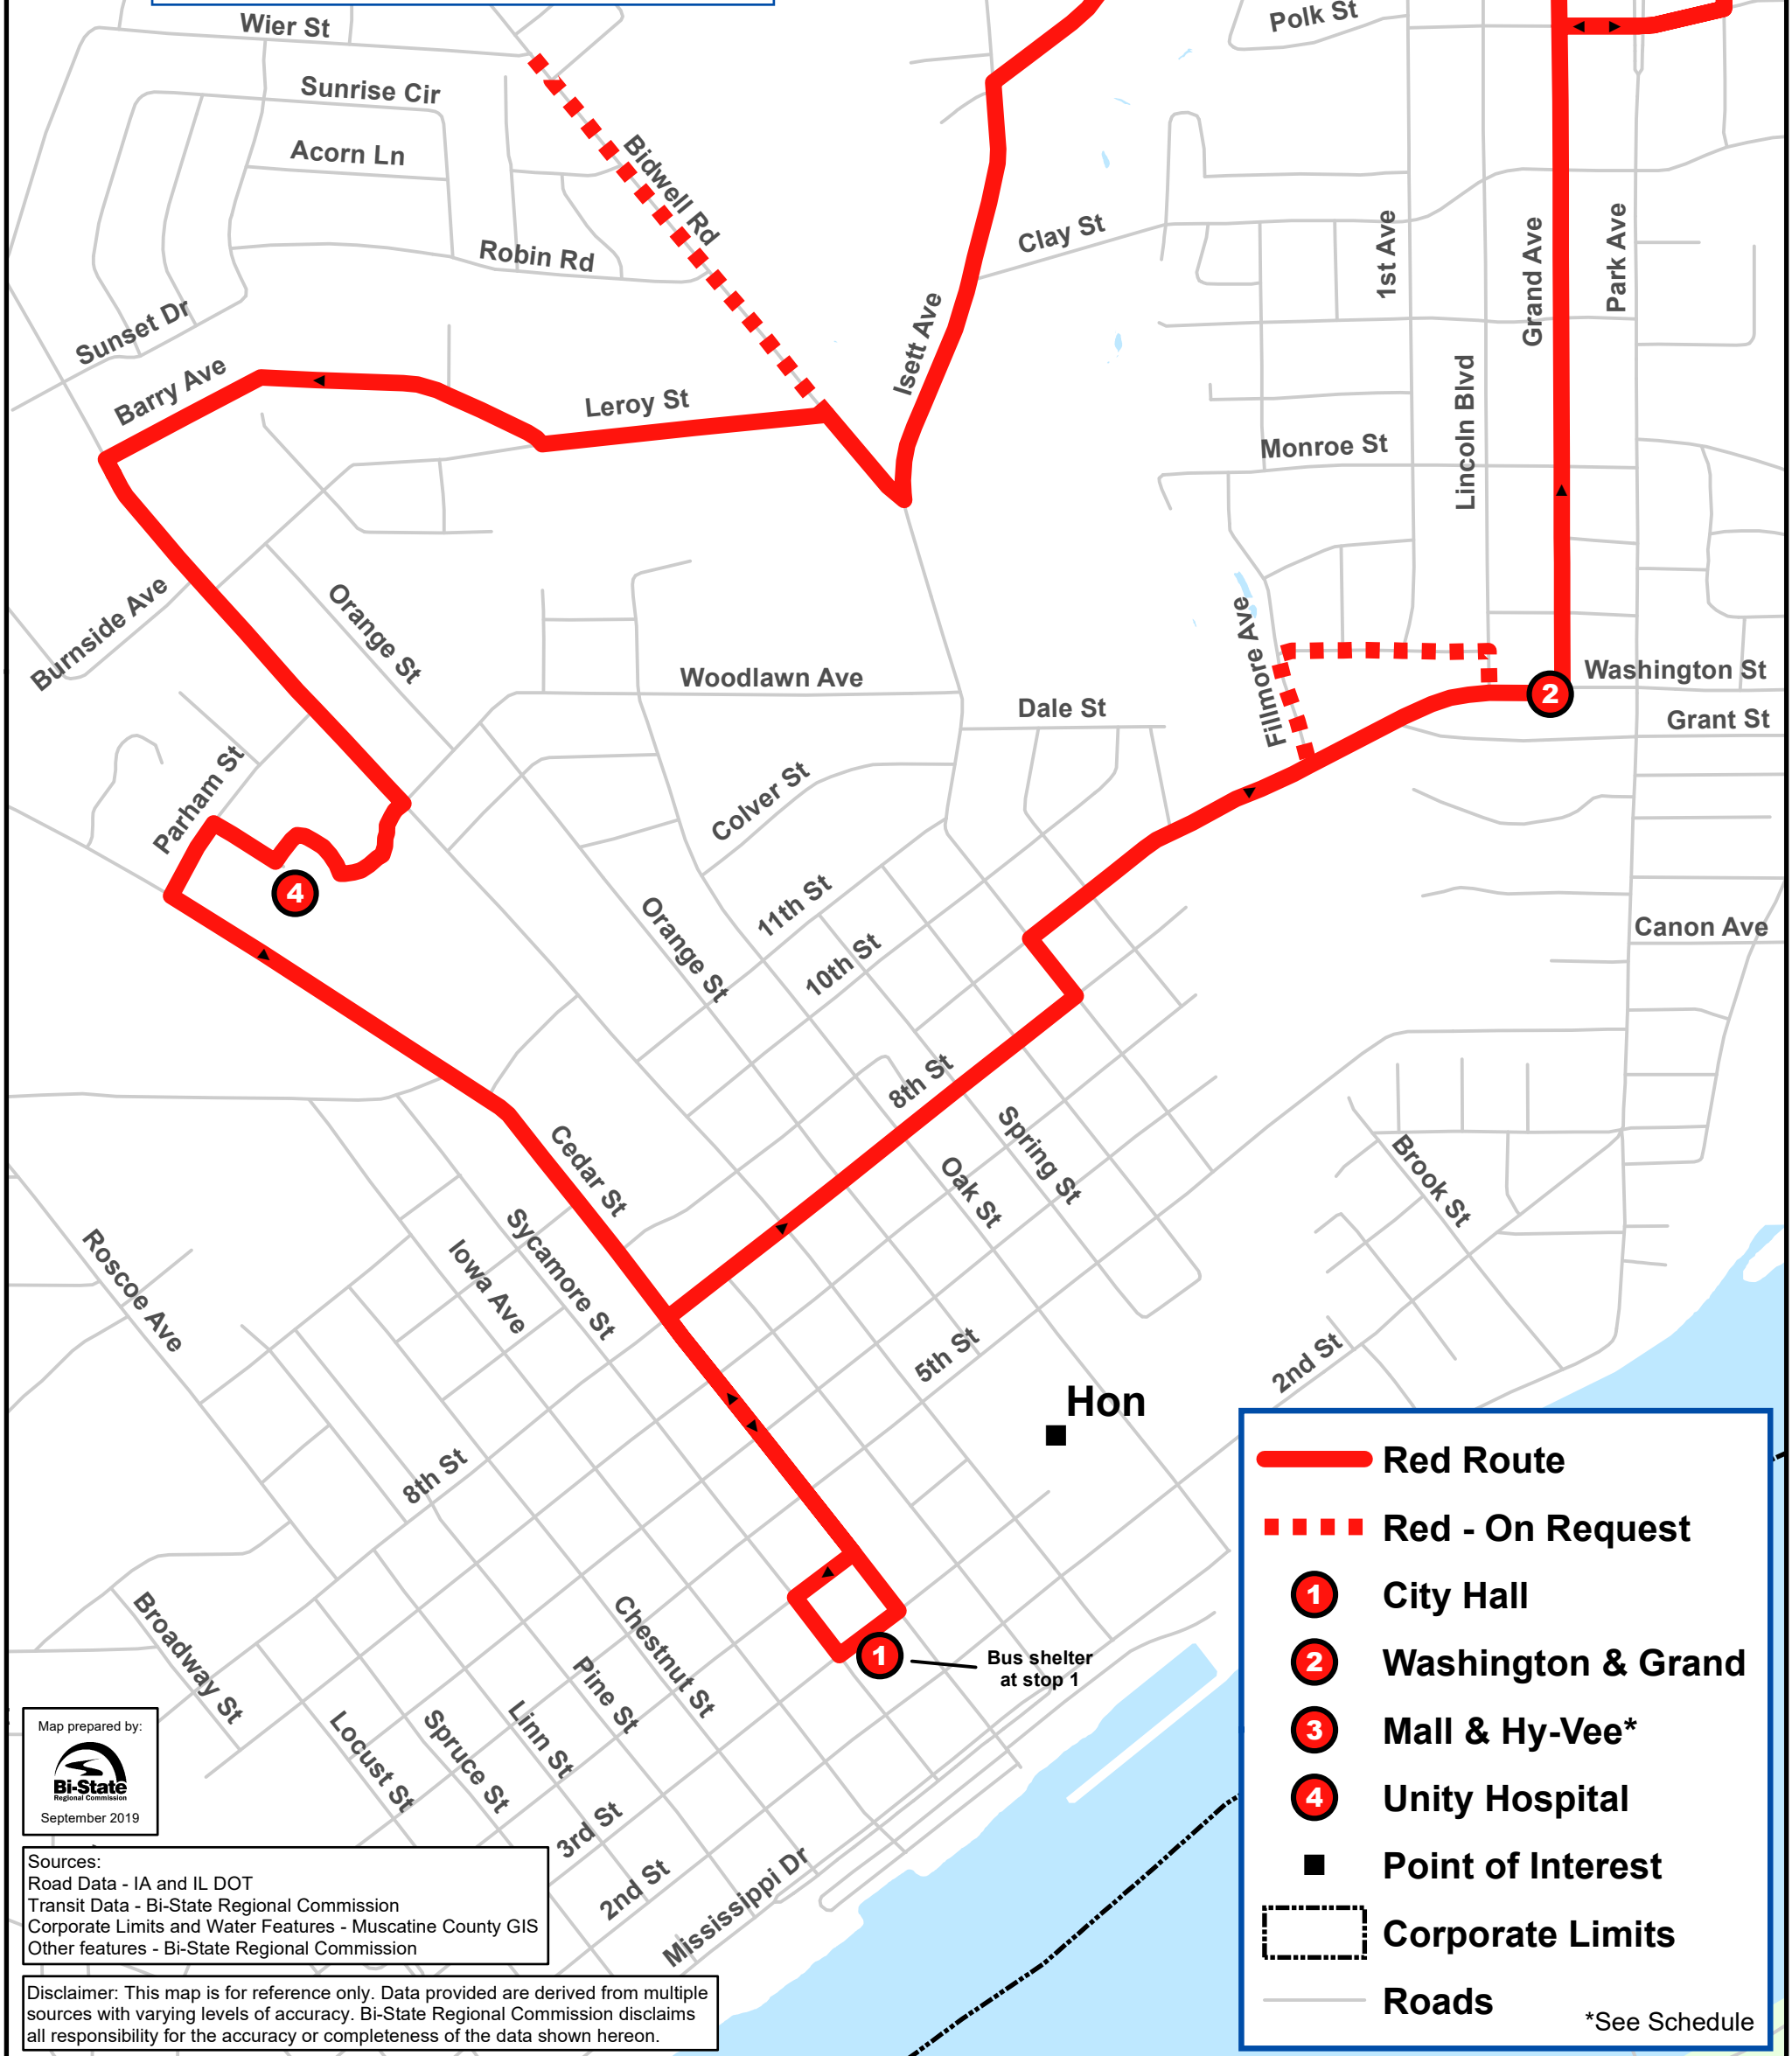 Wier St
Polk St
Sunrise Cir
Acorn Ln
Bidwell Rd
Robin Rd
Clay St
1st Ave
Grand Ave
Park Ave
Sunset Dr
Isett Ave
Barry Ave
Leroy St
Lincoln Blvd
Monroe St
Burnside Ave
Orange St
Fillmore Ave
Woodlawn Ave
Washington St
2
Dale St
Grant St
Parham St
Colver St
4
11th St
Orange St
10th St
Canon Ave
8th St
Cedar St
Spring St
Oak St
Brook St
Roscoe Ave
Iowa Ave
Sycamore St
5th St
2nd St
Hon
8th St
Broadway St
Chestnut St
1
Bus shelter
at stop 1
Pine St
Linn St
Spruce St
Locust St
3rd St
2nd St
Mississippi Dr
Red Route
Red - On Request
1 City Hall
2 Washington & Grand
3 Mall & Hy-Vee*
4 Unity Hospital
Point of Interest
Corporate Limits
Roads
*See Schedule
Map prepared by:
Bi-State
Regional Commission
September 2019
Sources:
Road Data - IA and IL DOT
Transit Data - Bi-State Regional Commission
Corporate Limits and Water Features - Muscatine County GIS
Other features - Bi-State Regional Commission
Disclaimer: This map is for reference only. Data provided are derived from multiple
sources with varying levels of accuracy. Bi-State Regional Commission disclaims
all responsibility for the accuracy or completeness of the data shown hereon.